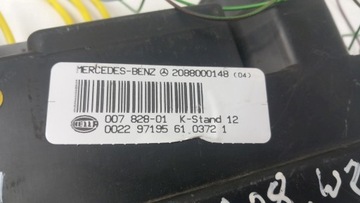 MERCEDES-BENZ 2088000148 (04)
HELLA 007 828-01 K-Stand 12
0022 97195 61 0372 1